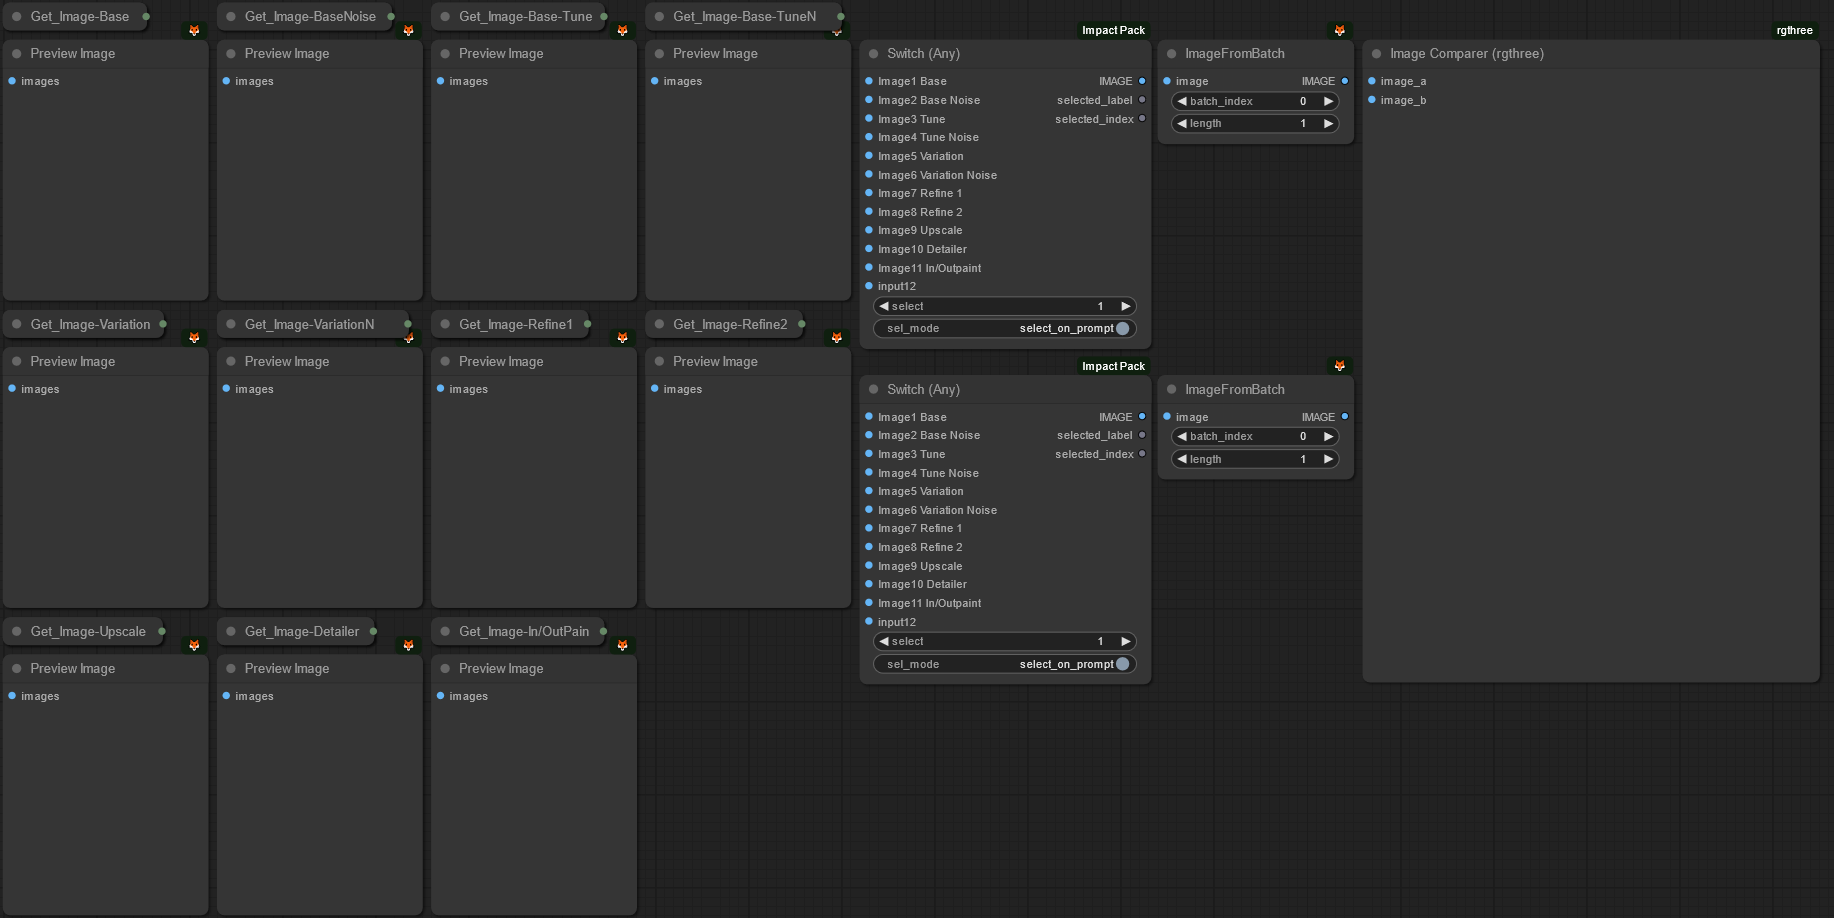 Get_Image-Base
Get_Image-BaseNoise
Get_Image-Base-Tune
Get_Image-Base-TuneN
Preview Image
images
Preview Image
images
Preview Image
images
Preview Image
images
Impact Pack
Switch (Any)
Image1 Base IMAGE
Image2 Base Noise selected_label
Image3 Tune selected_index
Image4 Tune Noise
Image5 Variation
Image6 Variation Noise
Image7 Refine 1
Image8 Refine 2
Image9 Upscale
Image10 Detailer
Image11 In/Outpaint
input12
select 1
sel_mode select_on_prompt
ImageFromBatch
image IMAGE
batch_index 0
length 1
rgthree
Image Comparer (rgthree)
image_a
image_b
Get_Image-Variation
Get_Image-VariationN
Get_Image-Refine1
Get_Image-Refine2
Preview Image
images
Preview Image
images
Preview Image
images
Preview Image
images
Impact Pack
Switch (Any)
Image1 Base IMAGE
Image2 Base Noise selected_label
Image3 Tune selected_index
Image4 Tune Noise
Image5 Variation
Image6 Variation Noise
Image7 Refine 1
Image8 Refine 2
Image9 Upscale
Image10 Detailer
Image11 In/Outpaint
input12
select 1
sel_mode select_on_prompt
ImageFromBatch
image IMAGE
batch_index 0
length 1
Get_Image-Upscale
Get_Image-Detailer
Get_Image-In/OutPain
Preview Image
images
Preview Image
images
Preview Image
images